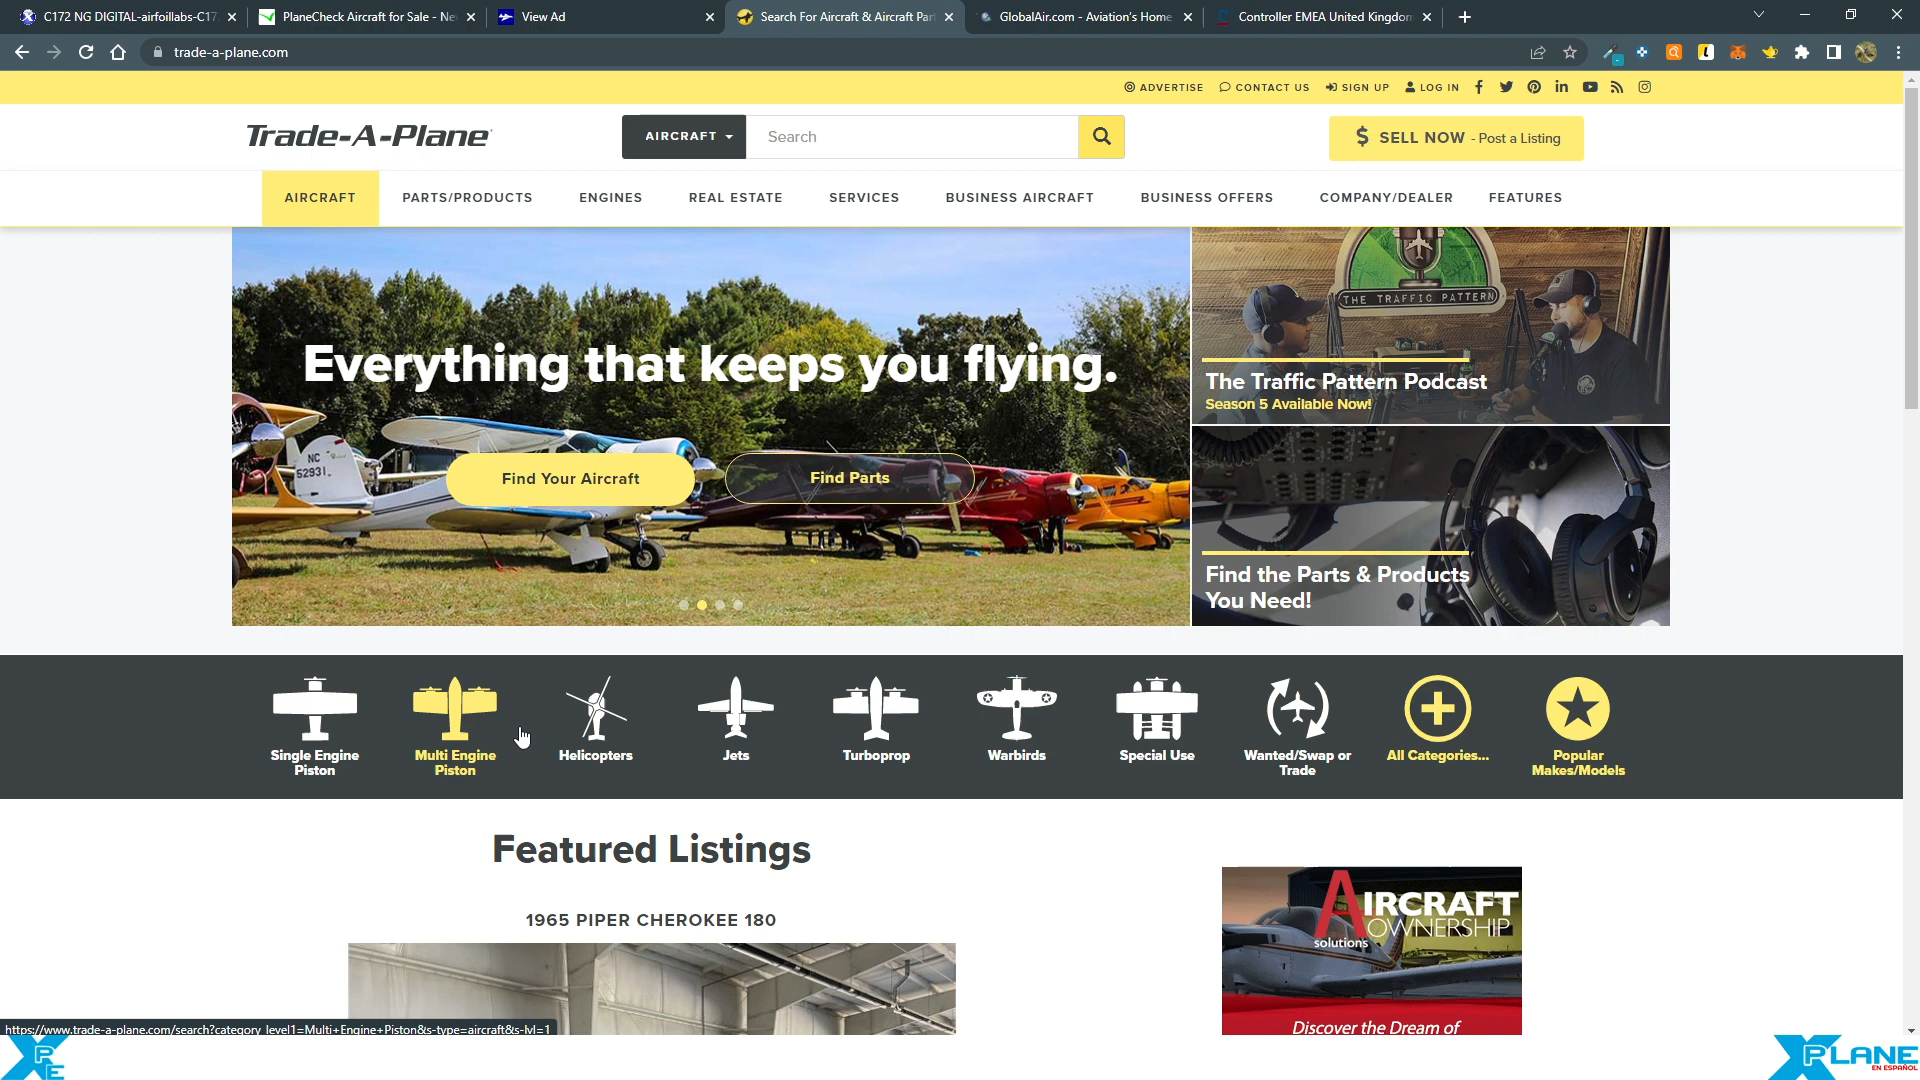 C172 NG DIGITAL-airfoillabs-C17
PlaneCheck Aircraft for Sale - Ne
View Ad
Search For Aircraft & Aircraft Par
GlobalAir.com - Aviation's Home
Controller EMEA United Kingdom
trade-a-plane.com
ADVERTISE
CONTACT US
SIGN UP
LOG IN
Trade-A-Plane
AIRCRAFT
Search
$ SELL NOW - Post a Listing
AIRCRAFT
PARTS/PRODUCTS
ENGINES
REAL ESTATE
SERVICES
BUSINESS AIRCRAFT
BUSINESS OFFERS
COMPANY/DEALER
FEATURES
Everything that keeps you flying.
NC
52931
Find Your Aircraft
Find Parts
THE TRAFFIC PATTERN
The Traffic Pattern Podcast
Season 5 Available Now!
Find the Parts & Products
You Need!
Single Engine
Piston
Multi Engine
Piston
Helicopters
Jets
Turboprop
Warbirds
Special Use
Wanted/Swap or
Trade
All Categories...
Popular
Makes/Models
Featured Listings
1965 PIPER CHEROKEE 180
AIRCRAFT
OWNERSHIP
solutions
Discover the Dream of
https://www.trade-a-plane.com/search?category_level1=Multi+Engine+Piston&s-type=aircraft&s-lvl=1
XPE
XPLANE
EN ESPAÑOL